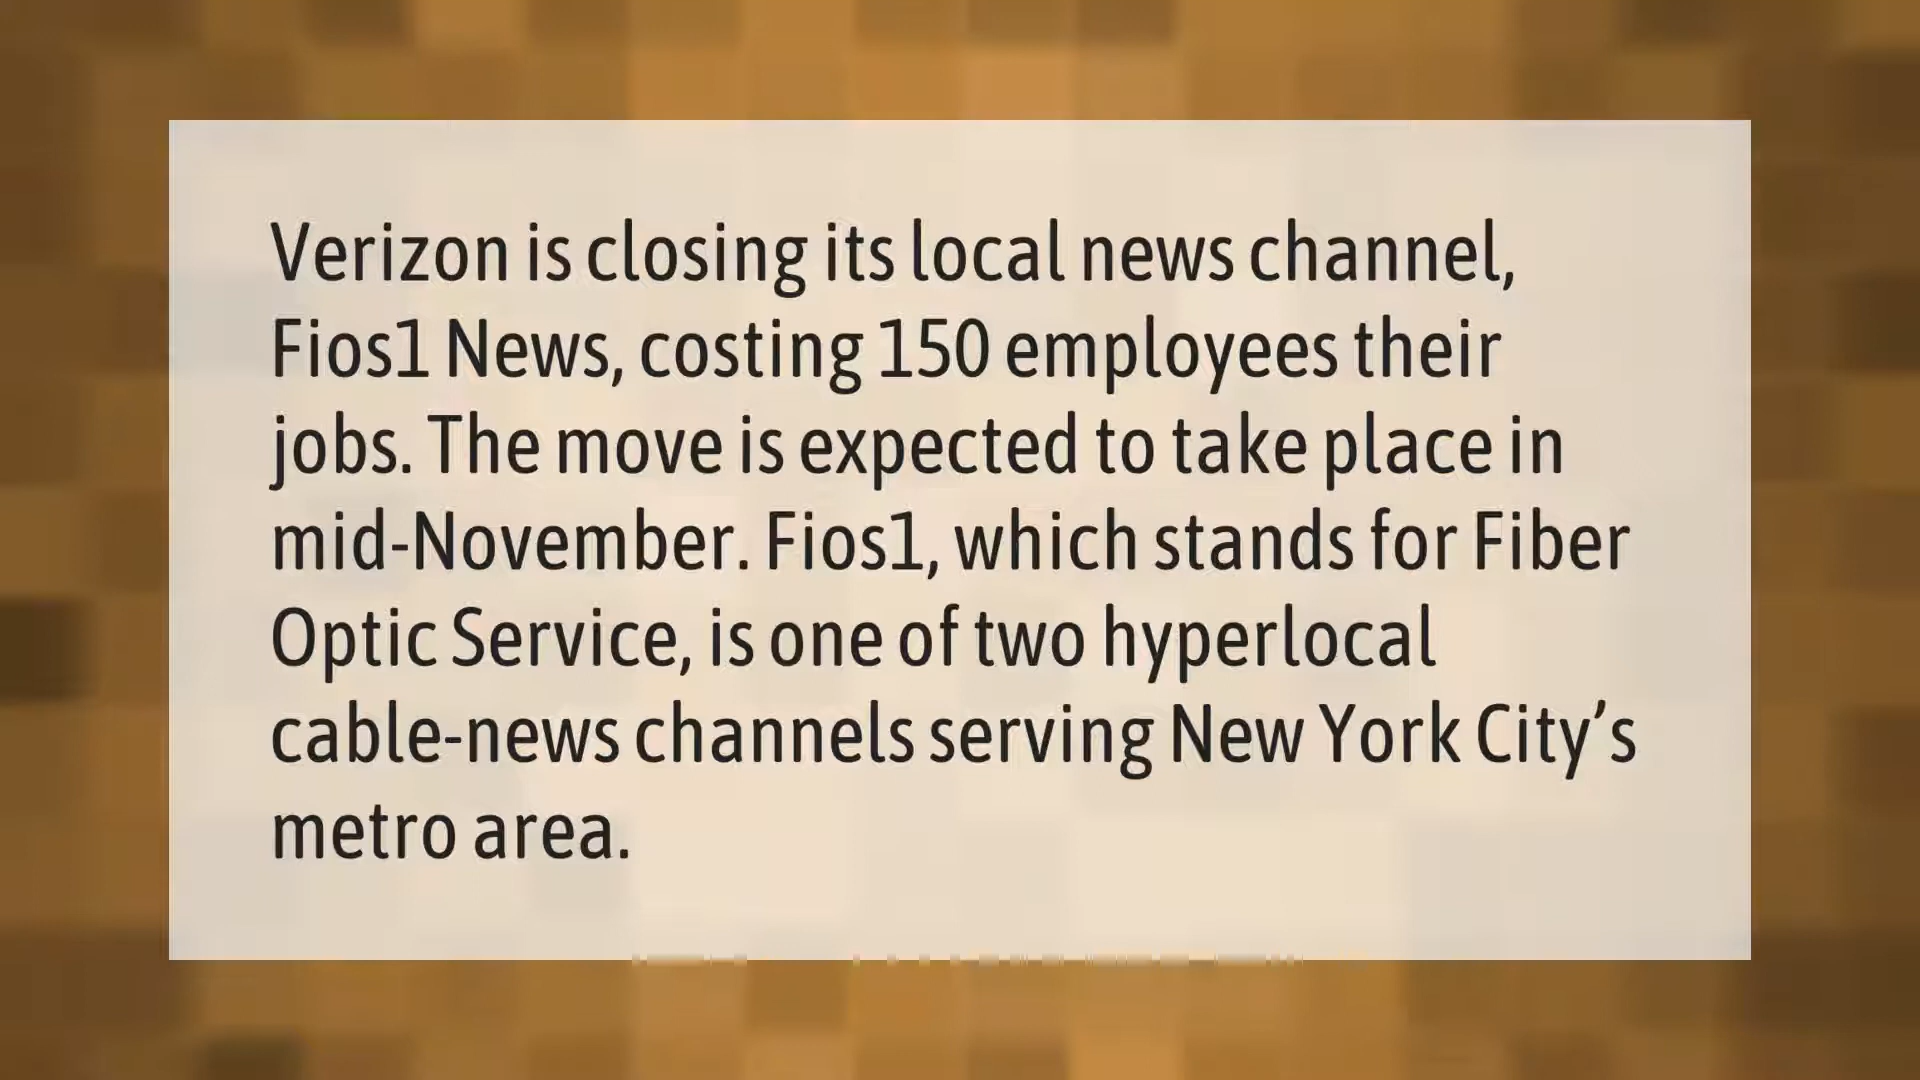 Verizon is closing its local news channel,
Fios1 News, costing 150 employees their
jobs. The move is expected to take place in
mid-November. Fios1, which stands for Fiber
Optic Service, is one of two hyperlocal
cable-news channels serving New York City’s
metro area.